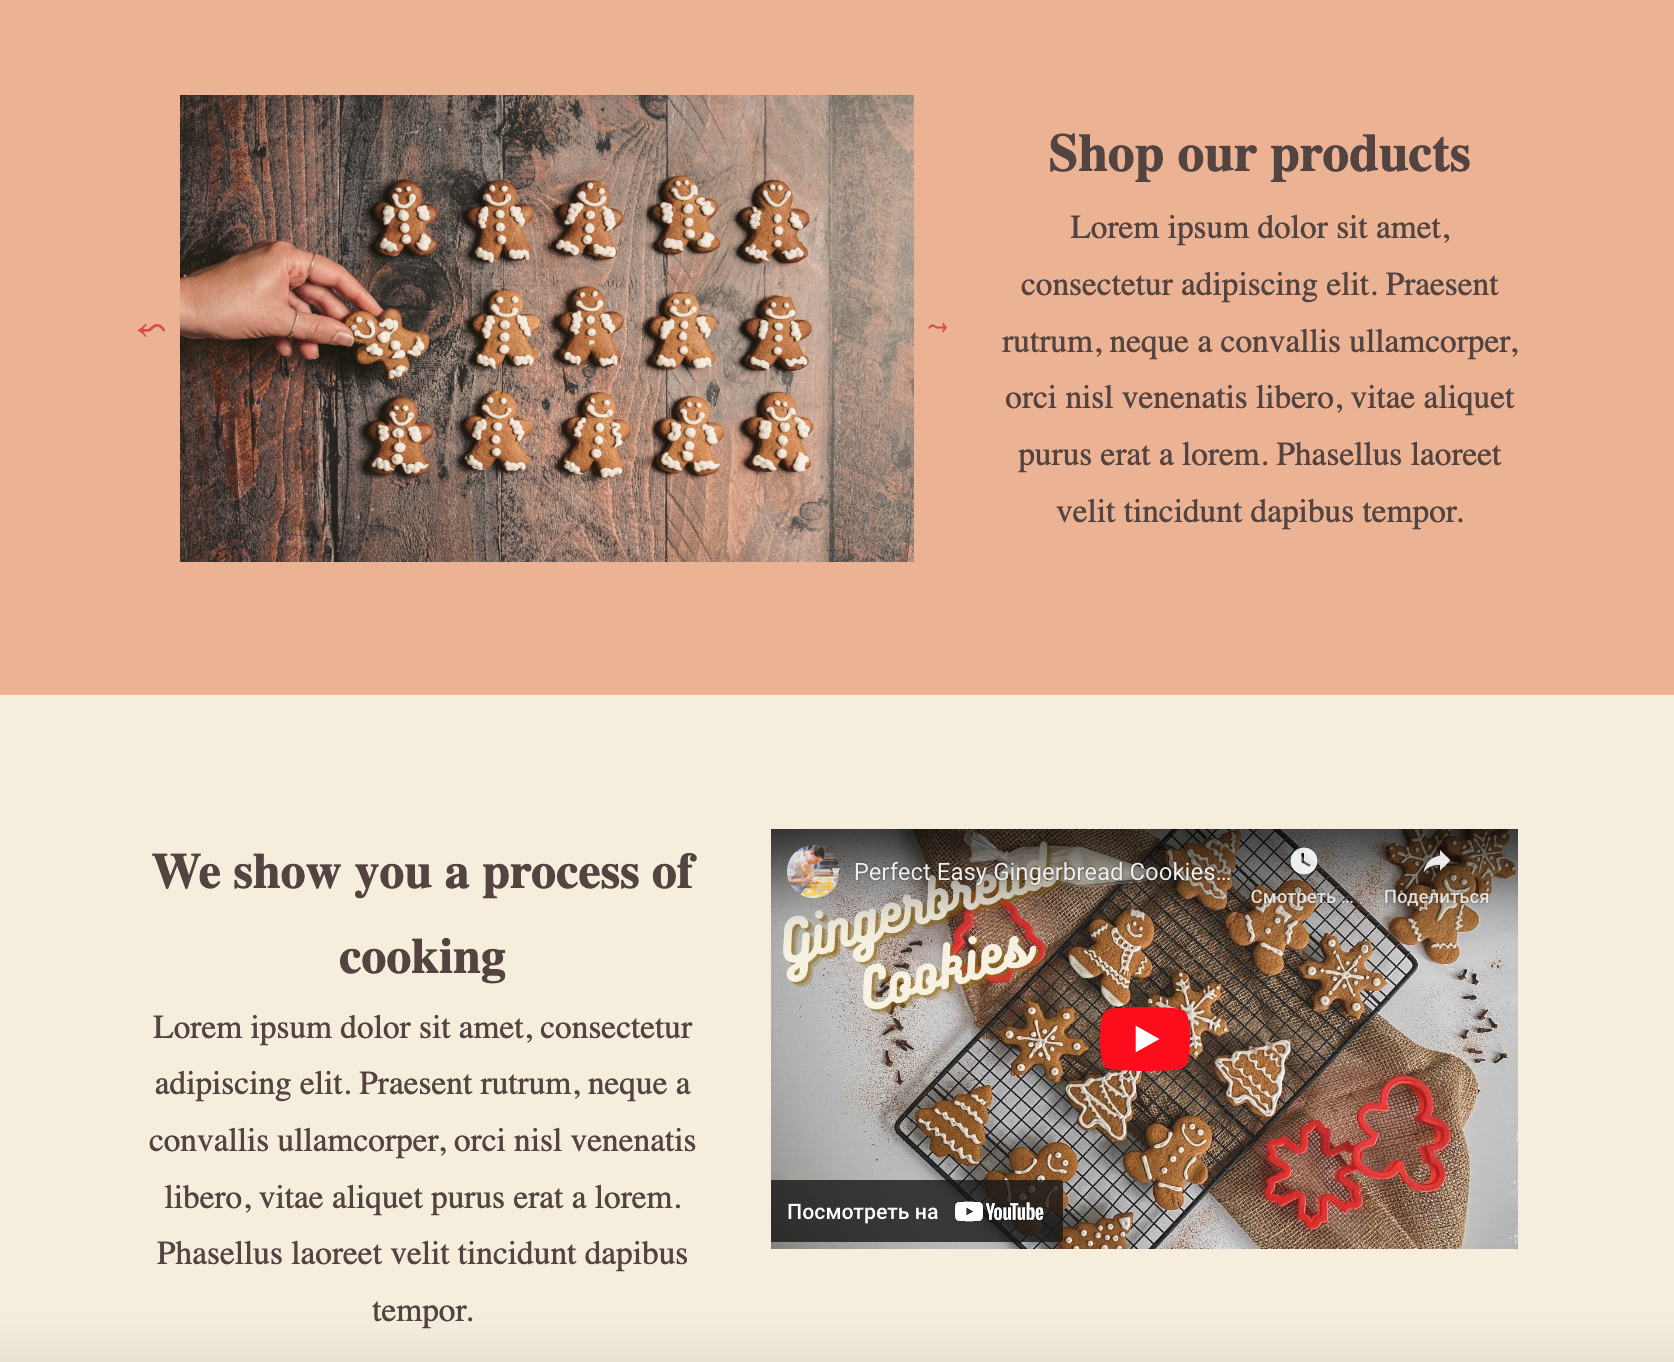 Shop our products
Lorem ipsum dolor sit amet,
consectetur adipiscing elit. Praesent
rutrum, neque a convallis ullamcorper,
orci nisl venenatis libero, vitae aliquet
purus erat a lorem. Phasellus laoreet
velit tincidunt dapibus tempor.
We show you a process of
cooking
Lorem ipsum dolor sit amet, consectetur
adipiscing elit. Praesent rutrum, neque a
convallis ullamcorper, orci nisl venenatis
libero, vitae aliquet purus erat a lorem.
Phasellus laoreet velit tincidunt dapibus
tempor.
Perfect Easy Gingerbread Cookies...
Смотреть ...
Поделиться
Gingerbread
Cookies
Посмотреть на YouTube